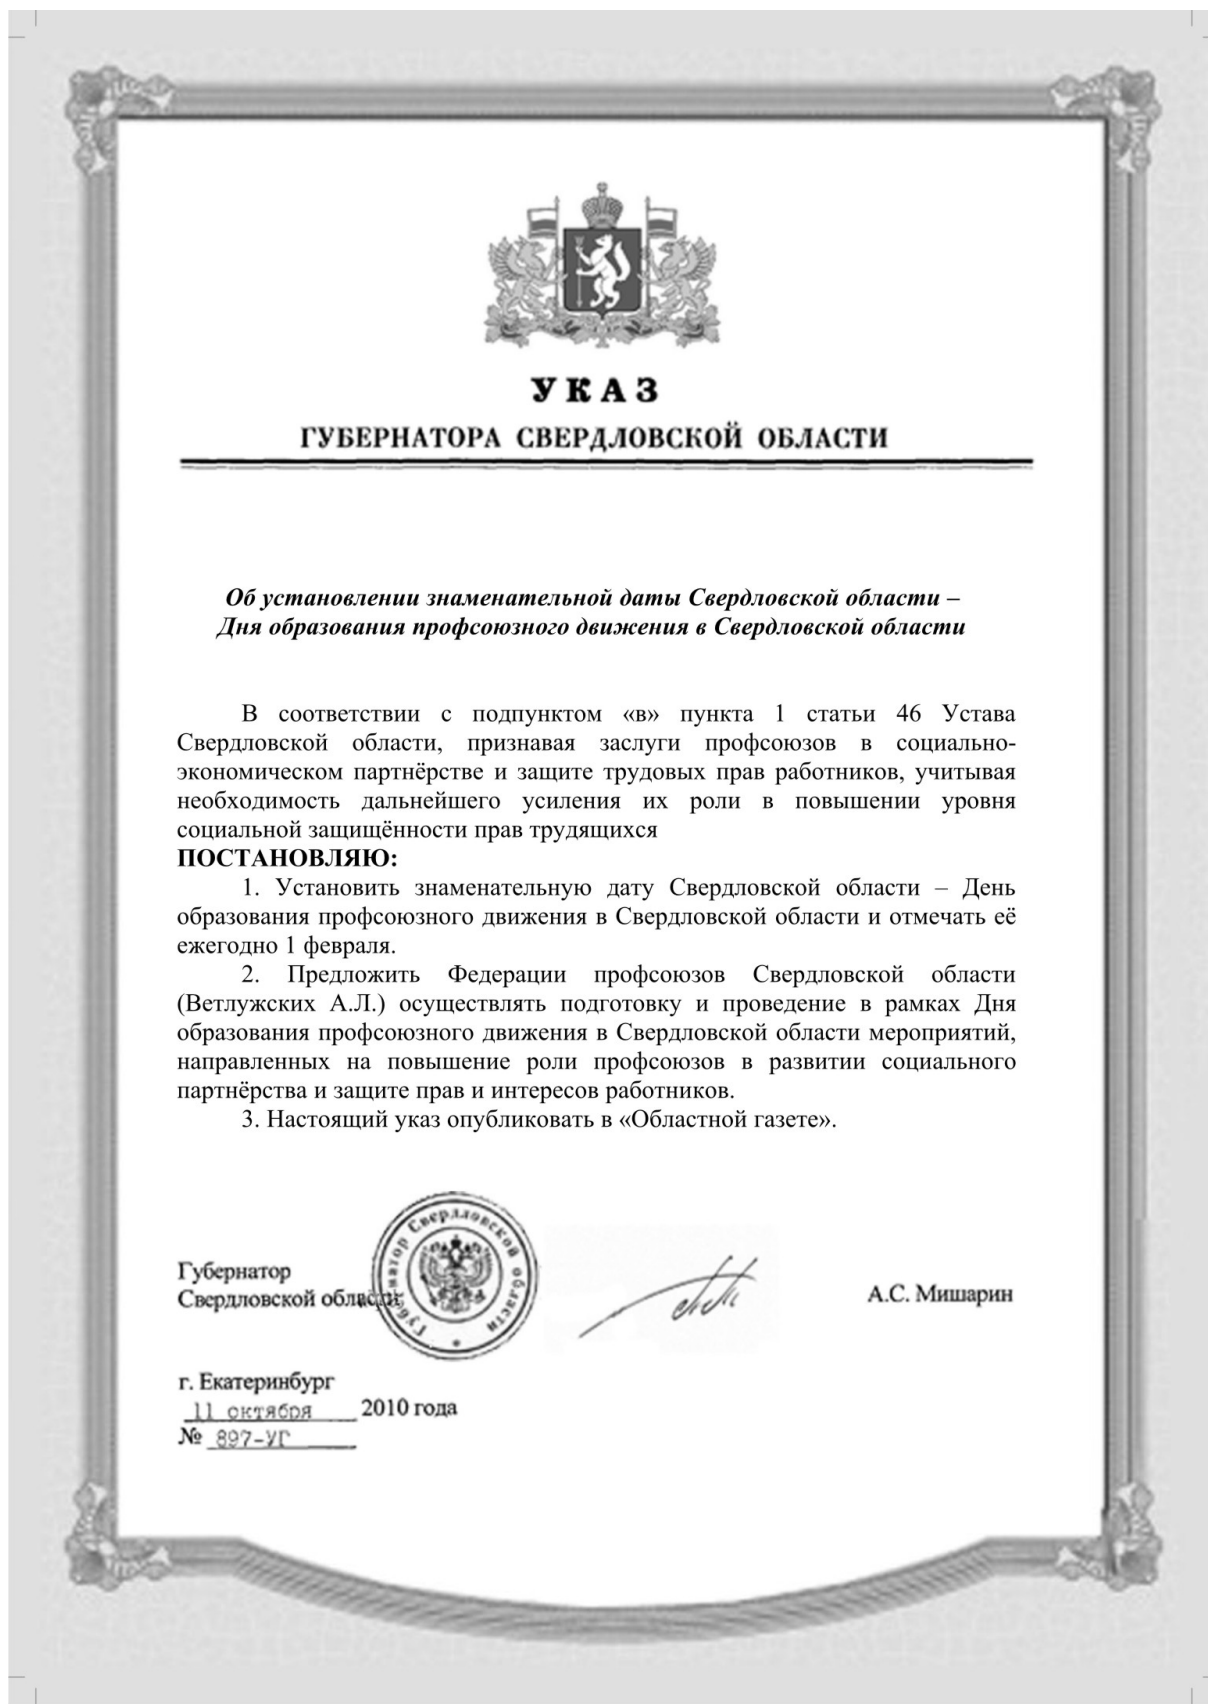 УКАЗ
ГУБЕРНАТОРА СВЕРДЛОВСКОЙ ОБЛАСТИ
Об установлении знаменательной даты Свердловской области –
Дня образования профсоюзного движения в Свердловской области
В соответствии с подпунктом «в» пункта 1 статьи 46 Устава
Свердловской области, признавая заслуги профсоюзов в социально-
экономическом партнёрстве и защите трудовых прав работников, учитывая
необходимость дальнейшего усиления их роли в повышении уровня
социальной защищённости прав трудящихся
ПОСТАНОВЛЯЮ:
1. Установить знаменательную дату Свердловской области – День
образования профсоюзного движения в Свердловской области и отмечать её
ежегодно 1 февраля.
2. Предложить Федерации профсоюзов Свердловской области
(Ветлужских А.Л.) осуществлять подготовку и проведение в рамках Дня
образования профсоюзного движения в Свердловской области мероприятий,
направленных на повышение роли профсоюзов в развитии социального
партнёрства и защите прав и интересов работников.
3. Настоящий указ опубликовать в «Областной газете».
Губернатор
Свердловской области
Губернатор Свердловской области
А.С. Мишарин
г. Екатеринбург
11 октября 2010 года
№ 897-УГ